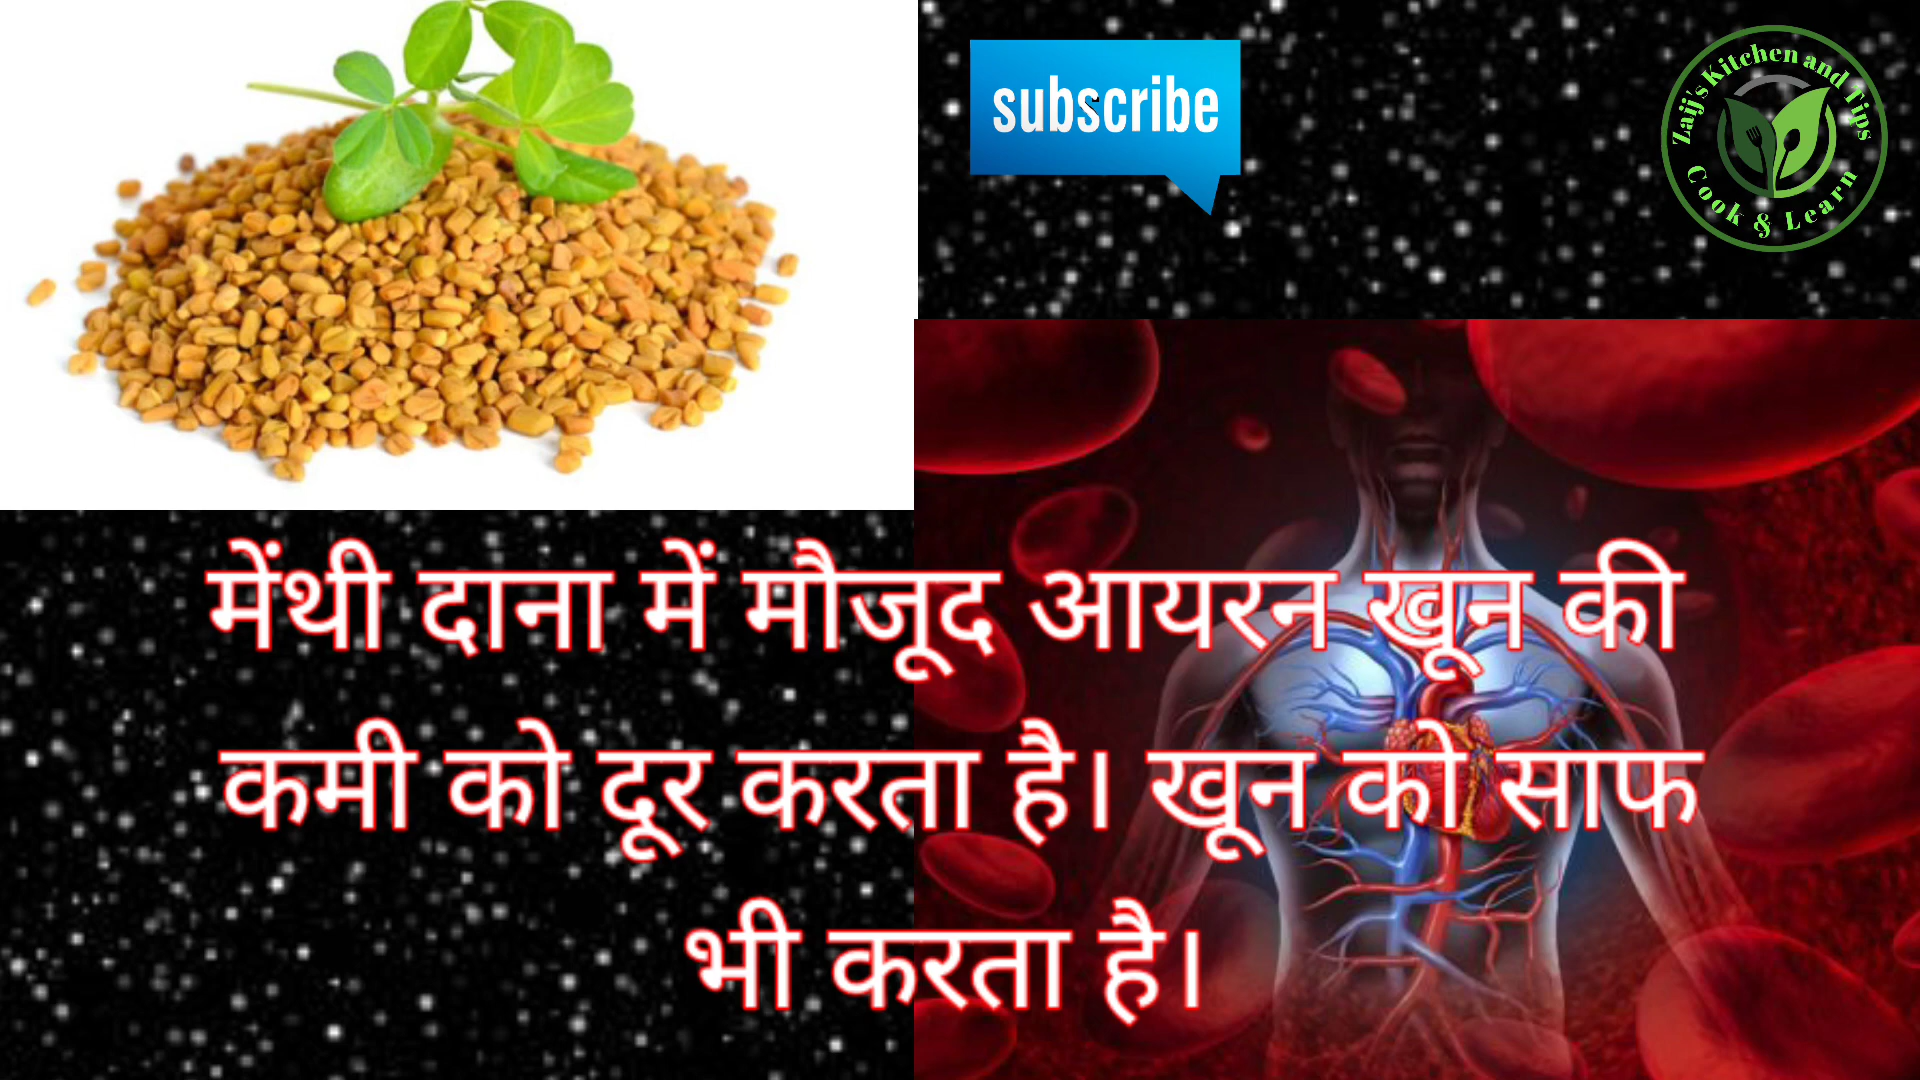 subscribe
Zaij's Kitchen and Tips
Cook & Learn
मेंथी दाना में मौजूद आयरन खून की
कमी को दूर करता है। खून को साफ
भी करता है।